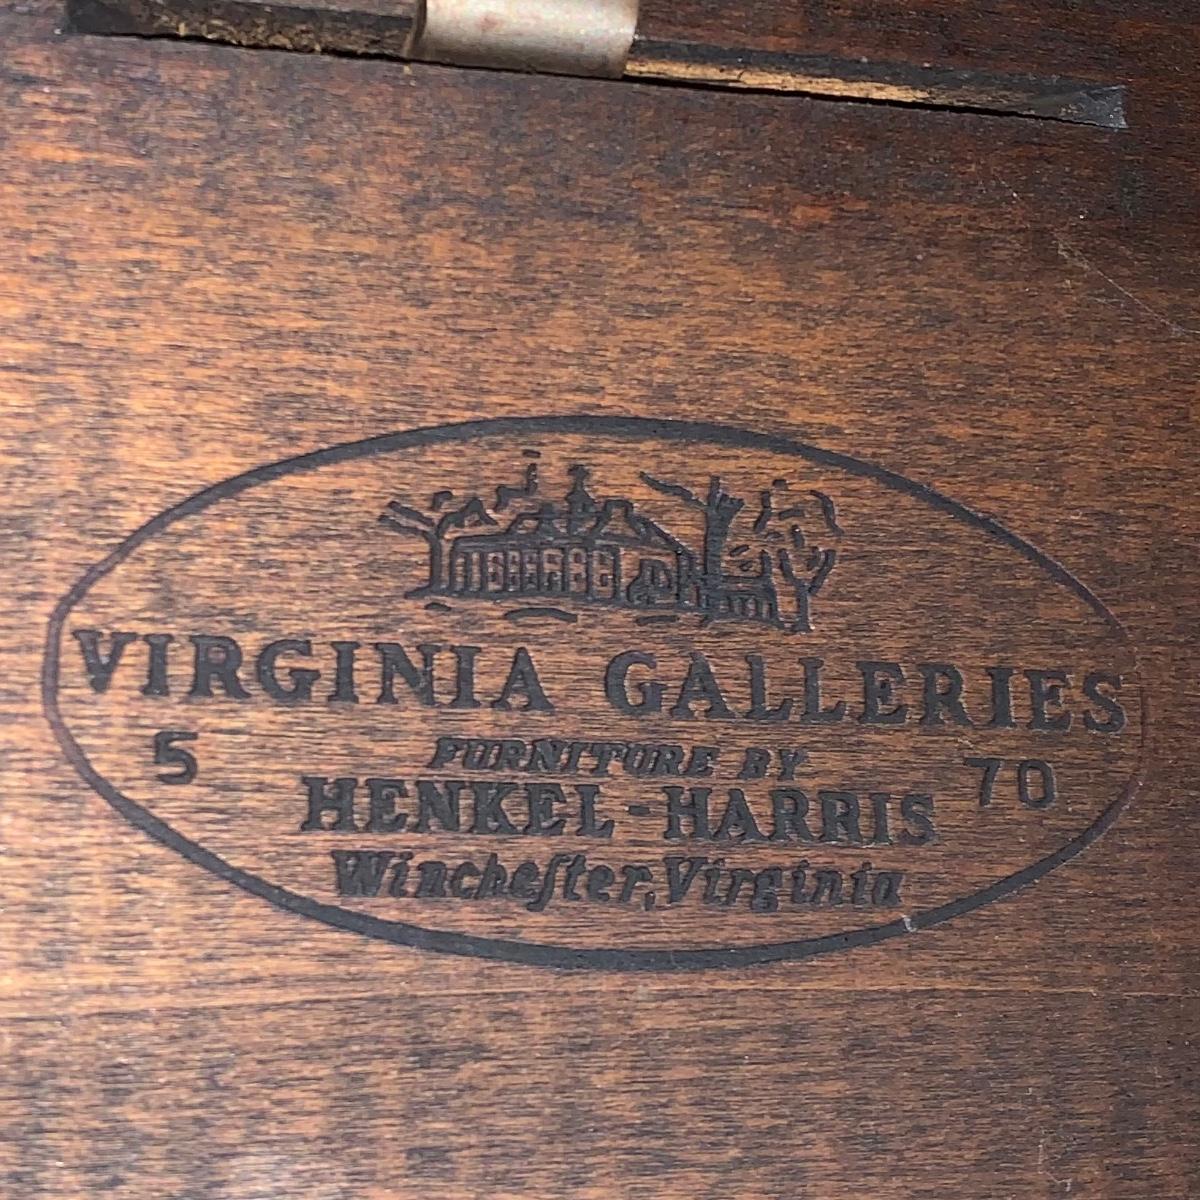 VIRGINIA GALLERIES
5 FURNITURE BY 70
HENKEL-HARRIS
Wincheſter, Virginia